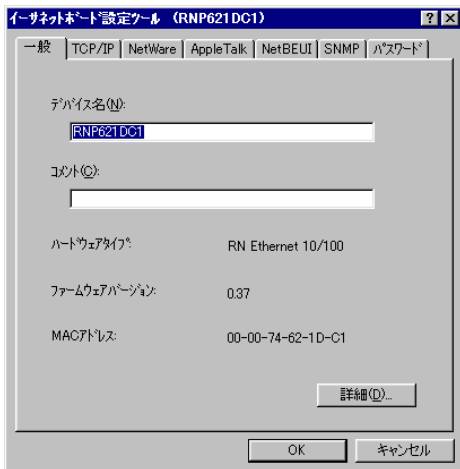 ｲｰｻﾈｯﾄﾎﾞｰﾄﾞ設定ﾂｰﾙ （RNP621DC1）
一般 TCP/IP NetWare AppleTalk NetBEUI SNMP ﾊﾟｽﾜｰﾄﾞ
ﾃﾞﾊﾞｲｽ名(N):
RNP621DC1
ｺﾒﾝﾄ(C):
ﾊｰﾄﾞｳｪｱﾀｲﾌﾟ: RN Ethernet 10/100
ﾌｧｰﾑｳｪｱﾊﾞｰｼﾞｮﾝ: 0.37
MACｱﾄﾞﾚｽ: 00-00-74-62-1D-C1
詳細(D)...
OK ｷｬﾝｾﾙ